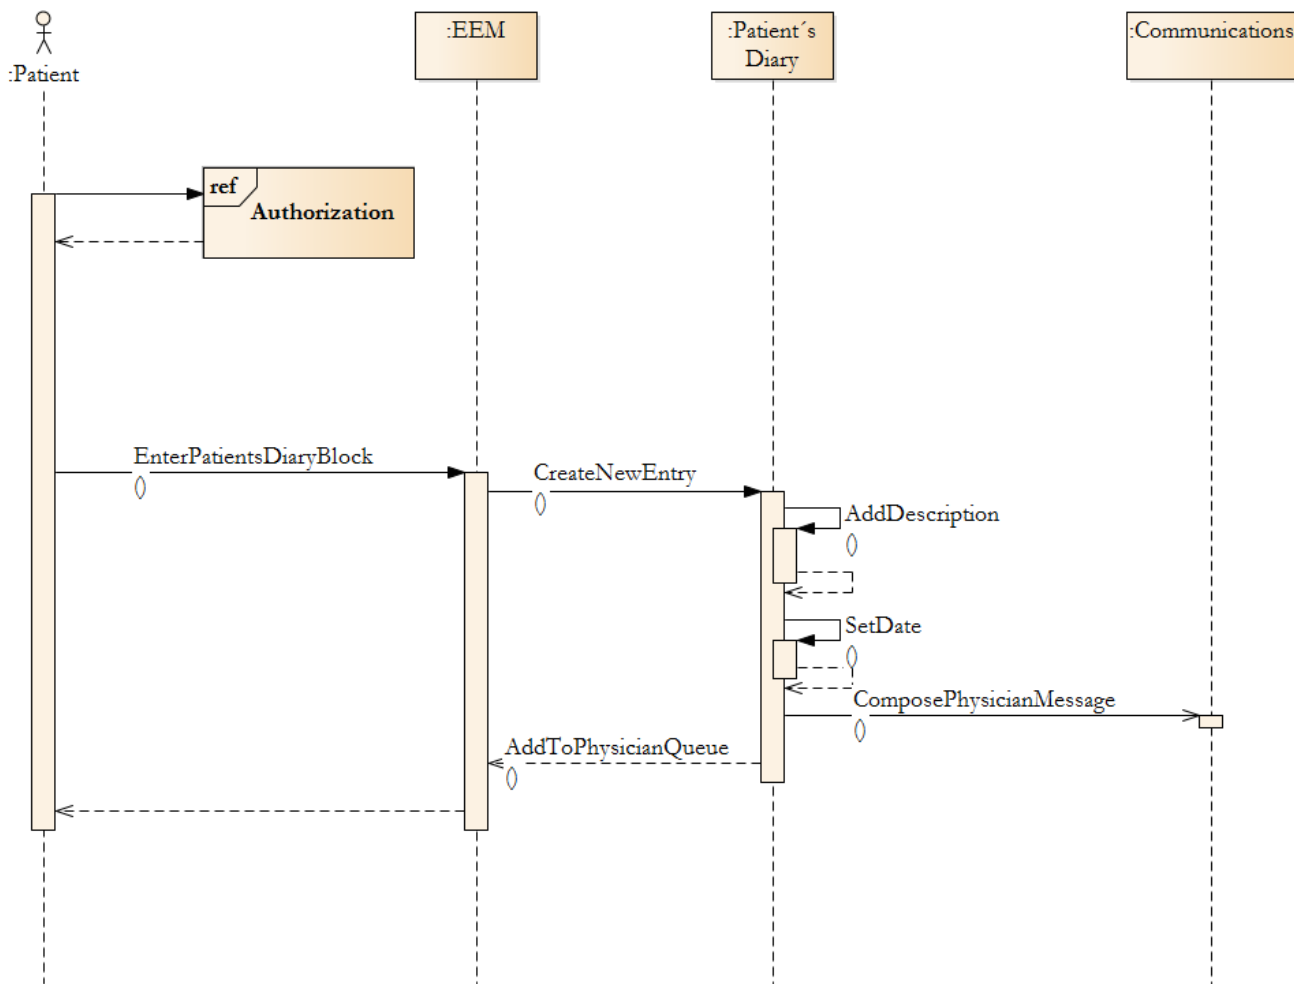 :Patient
:EEM
:Patient´s
Diary
:Communications
ref
Authorization
EnterPatientsDiaryBlock
()
CreateNewEntry
()
AddDescription
()
SetDate
()
ComposePhysicianMessage
()
AddToPhysicianQueue
()